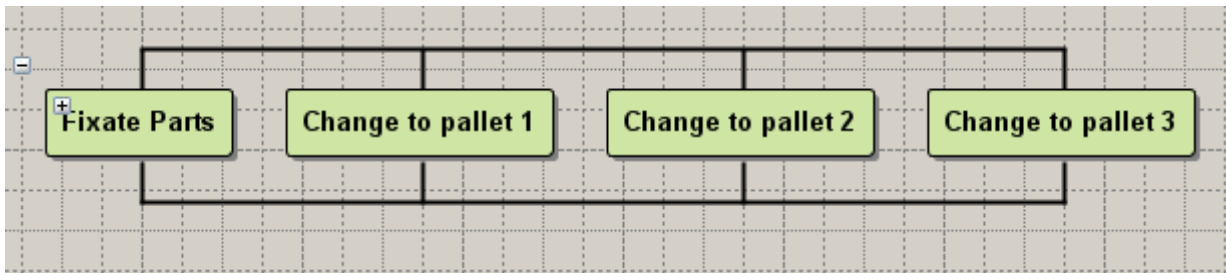 Fixate Parts
Change to pallet 1
Change to pallet 2
Change to pallet 3